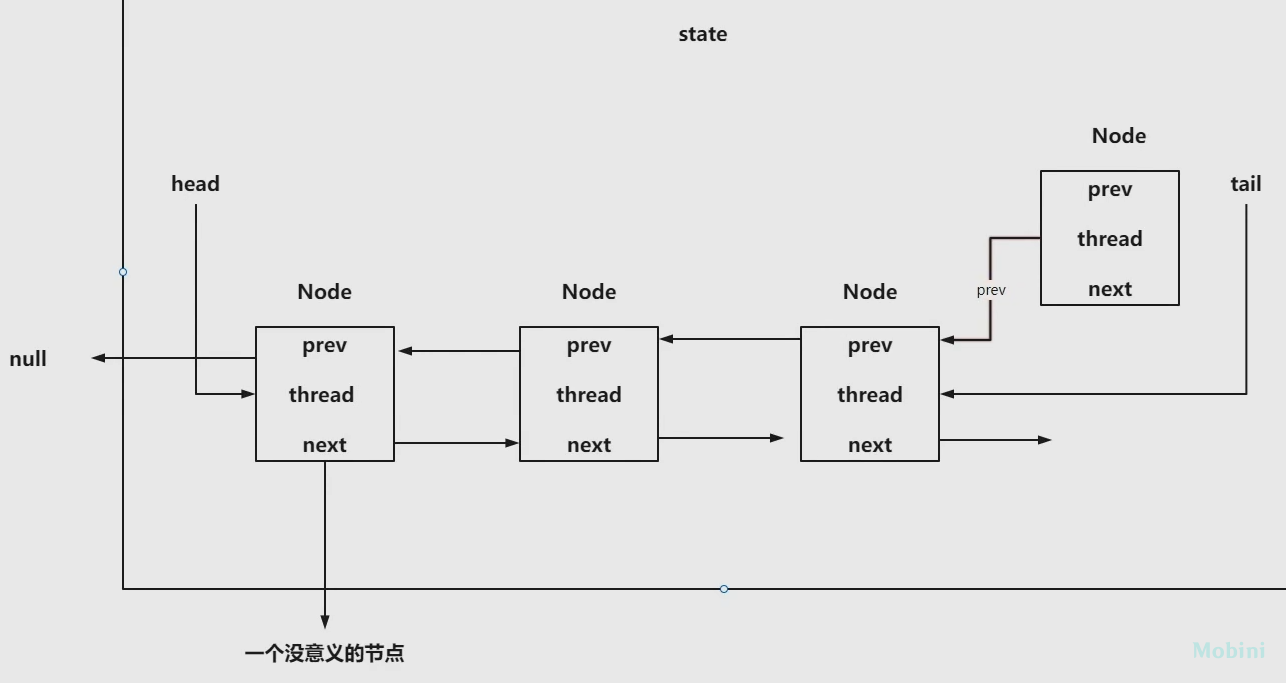 state
Node
head
tail
prev
thread
next
prev
Node
Node
Node
null
prev
thread
next
prev
thread
next
prev
thread
next
一个没意义的节点
Mobini